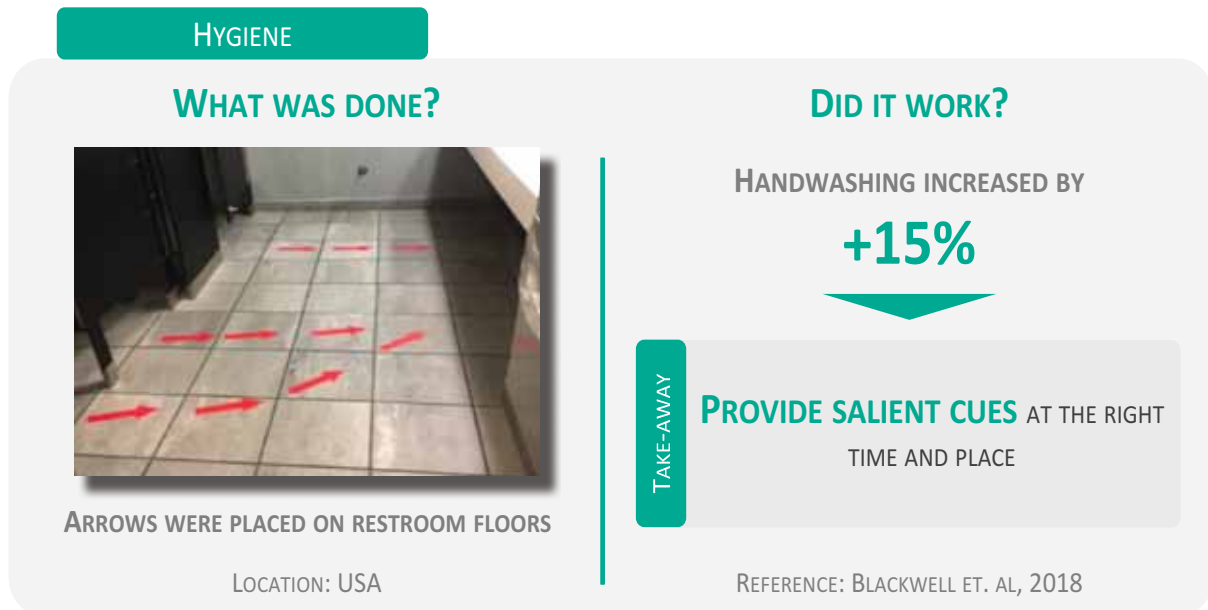 HYGIENE
WHAT WAS DONE?
ARROWS WERE PLACED ON RESTROOM FLOORS
LOCATION: USA
DID IT WORK?
HANDWASHING INCREASED BY
+15%
TAKE-AWAY
PROVIDE SALIENT CUES AT THE RIGHT
TIME AND PLACE
REFERENCE: BLACKWELL ET. AL, 2018